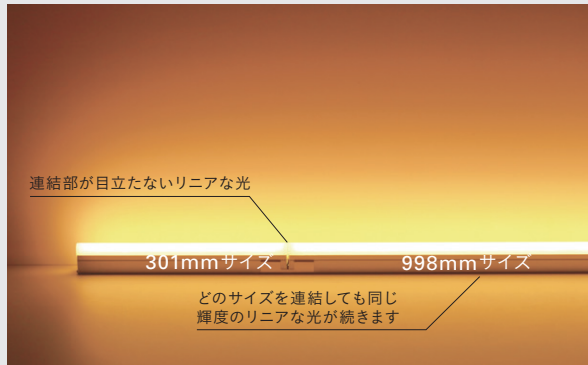 連結部が目立たないリニアな光
301mmサイズ
998mmサイズ
どのサイズを連結しても同じ
輝度のリニアな光が続きます